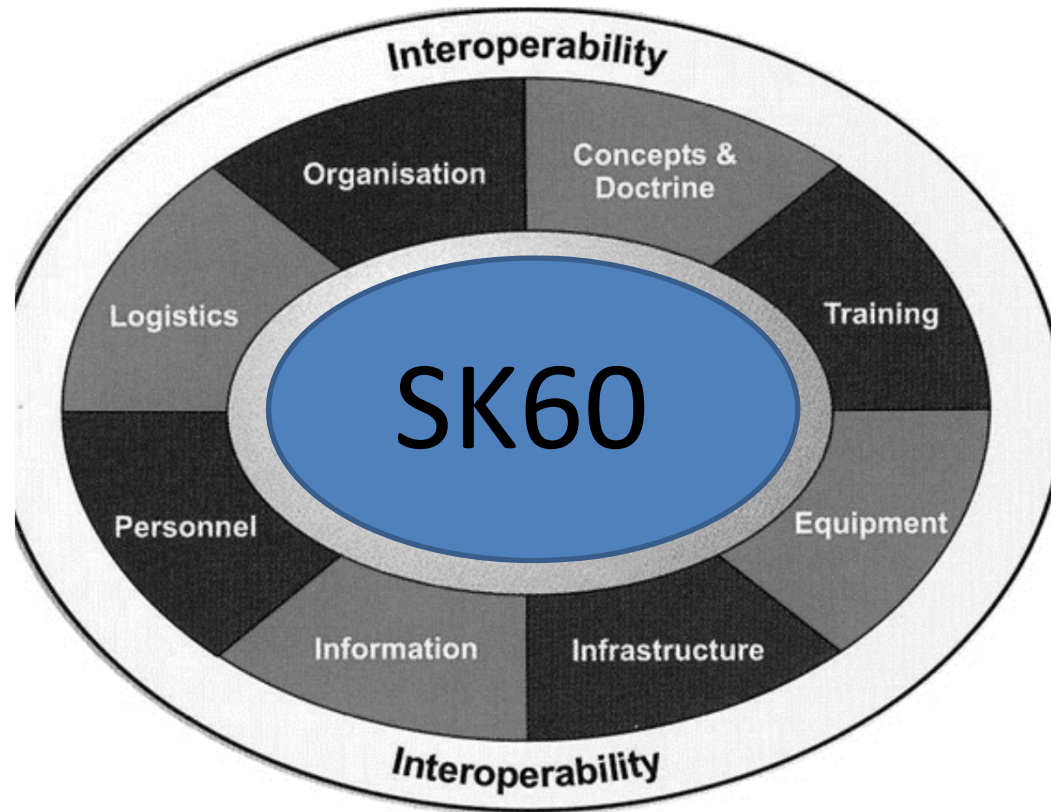 Interoperability
Organisation
Concepts &
Doctrine
Logistics
Training
SK60
Personnel
Equipment
Information
Infrastructure
Interoperability